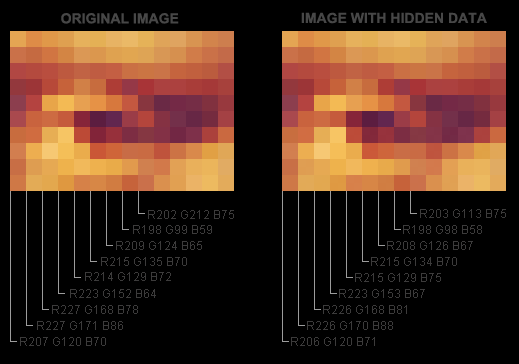 ORIGINAL IMAGE
R202 G212 B75
R198 G99 B59
R209 G124 B65
R215 G135 B70
R214 G129 B72
R223 G152 B64
R227 G168 B78
R227 G171 B86
R207 G120 B70
IMAGE WITH HIDDEN DATA
R203 G113 B75
R198 G98 B58
R208 G126 B67
R215 G134 B70
R215 G129 B75
R223 G153 B67
R226 G168 B81
R226 G170 B88
R206 G120 B71